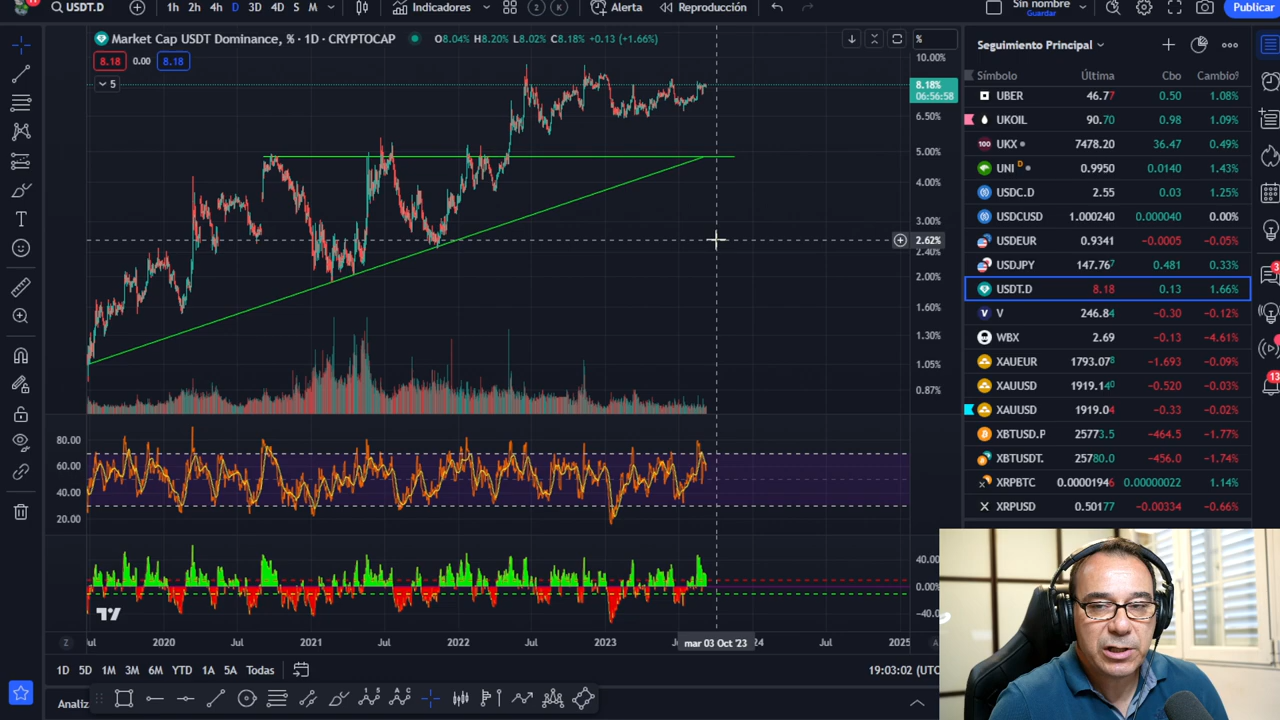 USDT.D
1h 2h 4h D 3D 4D S M
Indicadores
2 K
Alerta
Reproducción
Sin nombre
Guardar
Publicar
Market Cap USDT Dominance, % · 1D · CRYPTOCAP
O8.04% H8.20% L8.02% C8.18% +0.13 (+1.66%)
8.18 0.00 8.18
5
%
10.00%
8.18%
06:56:58
6.50%
5.00%
4.00%
3.00%
2.62%
2.40%
2.00%
1.60%
1.30%
1.05%
0.87%
80.00
60.00
40.00
20.00
40.00
0.00%
−40.0
2020 Jul 2021 Jul 2022 Jul 2023
mar 03 Oct '23
24 Jul 2025
Z
1D 5D 1M 3M 6M YTD 1A 5A Todas
19:03:02 (UTC
Analiz
Seguimiento Principal
Símbolo Última Cbo Cambio%
UBER 46.77 0.50 1.08%
UKOIL 90.70 0.98 1.09%
UKX 7478.20 36.47 0.49%
UNI D 0.9950 0.0140 1.43%
USDC.D 2.55 0.03 1.25%
USDCUSD 1.000240 0.000040 0.00%
USDEUR 0.9341 −0.0005 −0.05%
USDJPY 147.767 0.481 0.33%
USDT.D 8.18 0.13 1.66%
V 246.84 −0.30 −0.12%
WBX 2.69 −0.13 −4.61%
XAUEUR 1793.078 −1.693 −0.09%
XAUUSD 1919.140 −0.520 −0.03%
XAUUSD 1919.04 −0.33 −0.02%
XBTUSD.P 25773.5 −464.5 −1.77%
XBTUSDT. 25780.0 −456.0 −1.74%
XRPBTC 0.00001946 0.00000022 1.14%
XRPUSD 0.50177 −0.00334 −0.66%